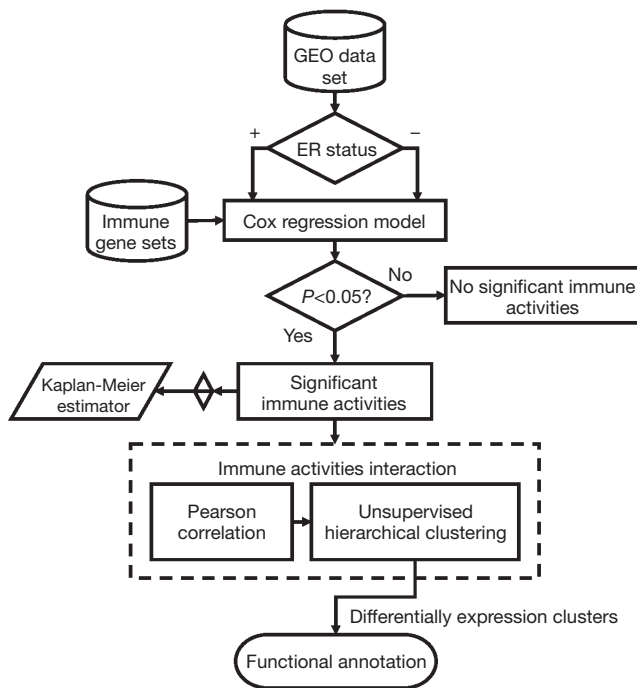 GEO data
set
+
−
ER status
Immune
gene sets
Cox regression model
No
P<0.05?
No significant immune
activities
Yes
Kaplan-Meier
estimator
Significant
immune activities
Immune activities interaction
Pearson
correlation
Unsupervised
hierarchical clustering
Differentially expression clusters
Functional annotation